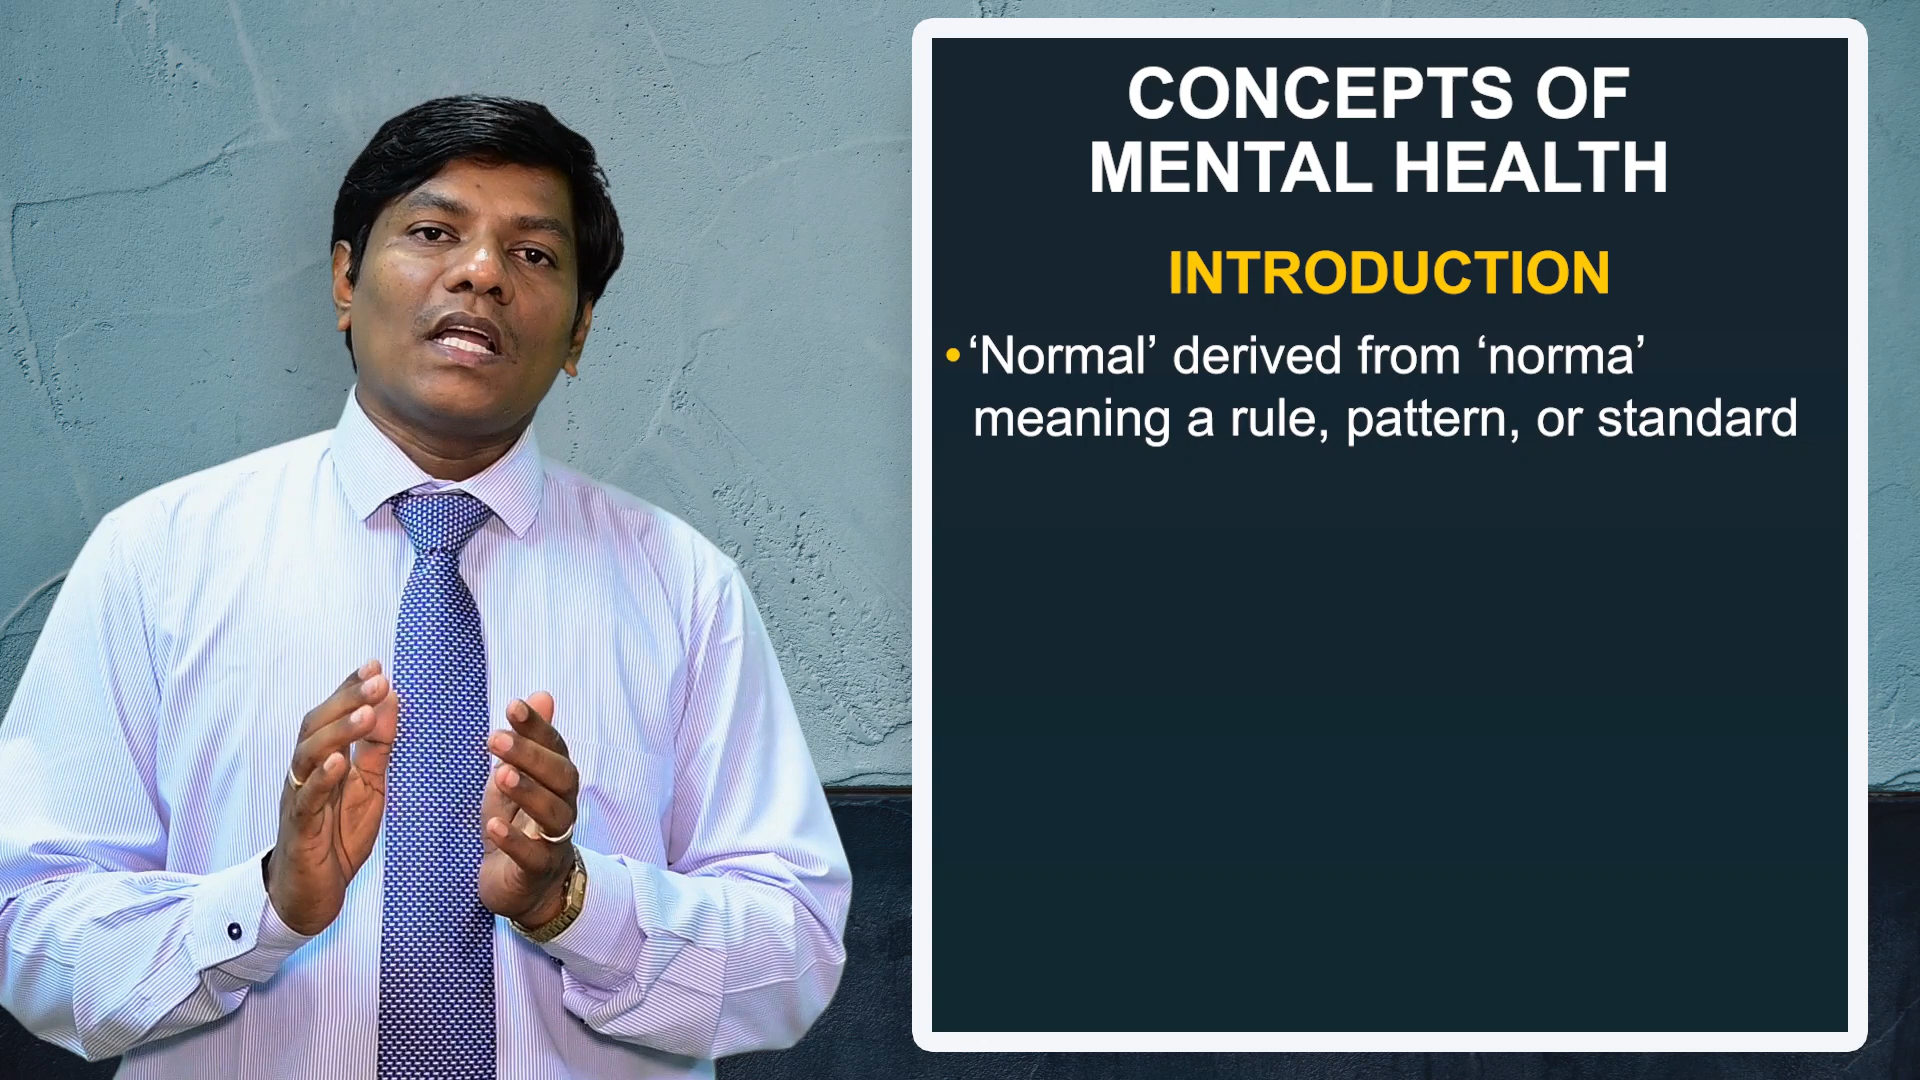 CONCEPTS OF
MENTAL HEALTH
INTRODUCTION
•‘Normal’ derived from ‘norma’
meaning a rule, pattern, or standard